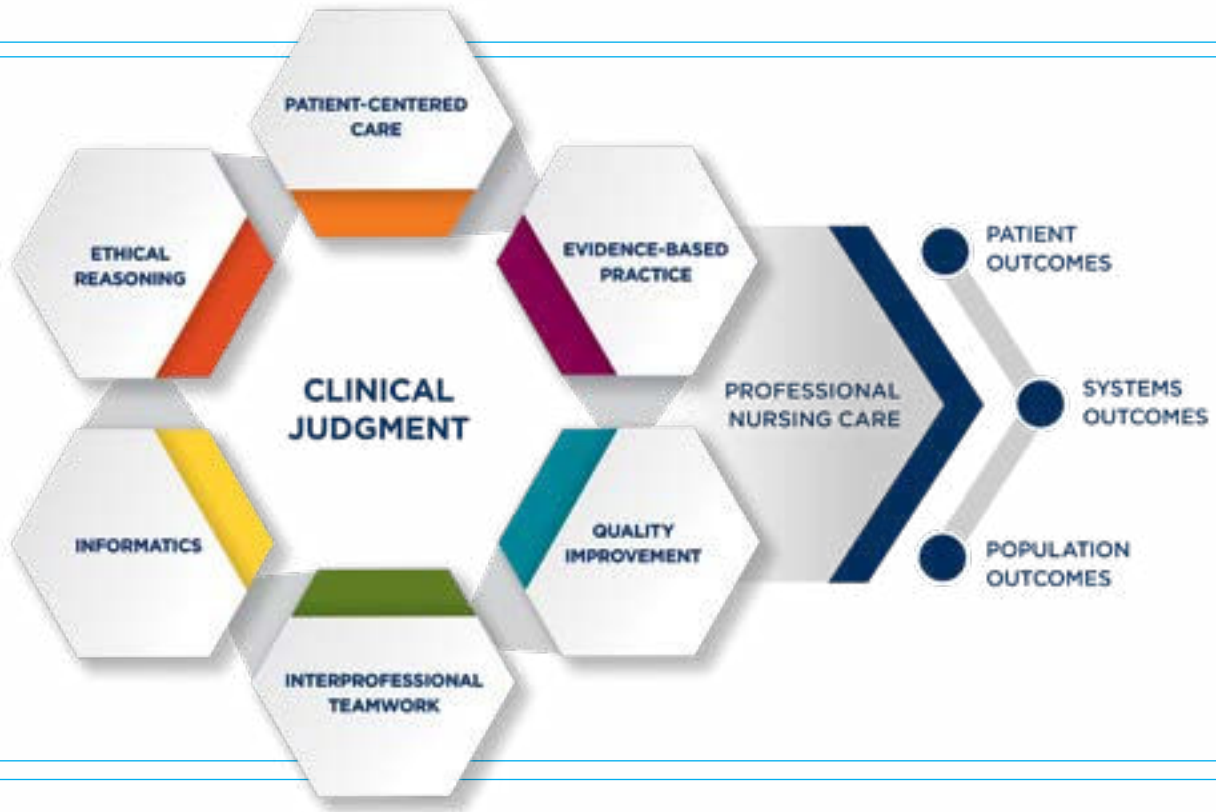 PATIENT-CENTERED
CARE
ETHICAL
REASONING
EVIDENCE-BASED
PRACTICE
CLINICAL
JUDGMENT
INFORMATICS
QUALITY
IMPROVEMENT
INTERPROFESSIONAL
TEAMWORK
PROFESSIONAL
NURSING CARE
PATIENT
OUTCOMES
SYSTEMS
OUTCOMES
POPULATION
OUTCOMES